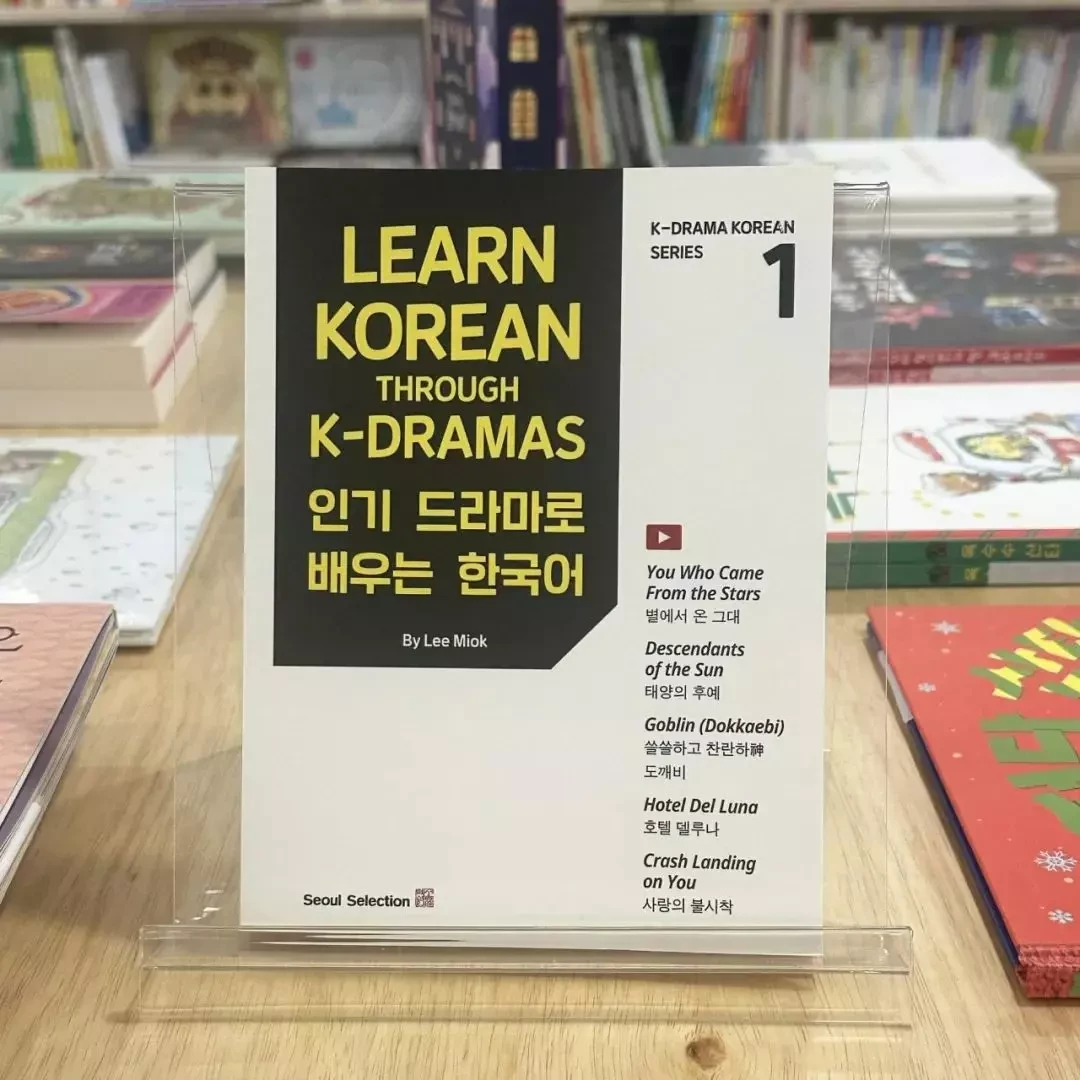 LEARN
KOREAN
THROUGH
K-DRAMAS
인기 드라마로
배우는 한국어
By Lee Miok
K-DRAMA KOREAN
SERIES
1
You Who Came
From the Stars
별에서 온 그대
Descendants
of the Sun
태양의 후예
Goblin (Dokkaebi)
쓸쓸하고 찬란하神
도깨비
Hotel Del Luna
호텔 델루나
Crash Landing
on You
사랑의 불시착
Seoul Selection